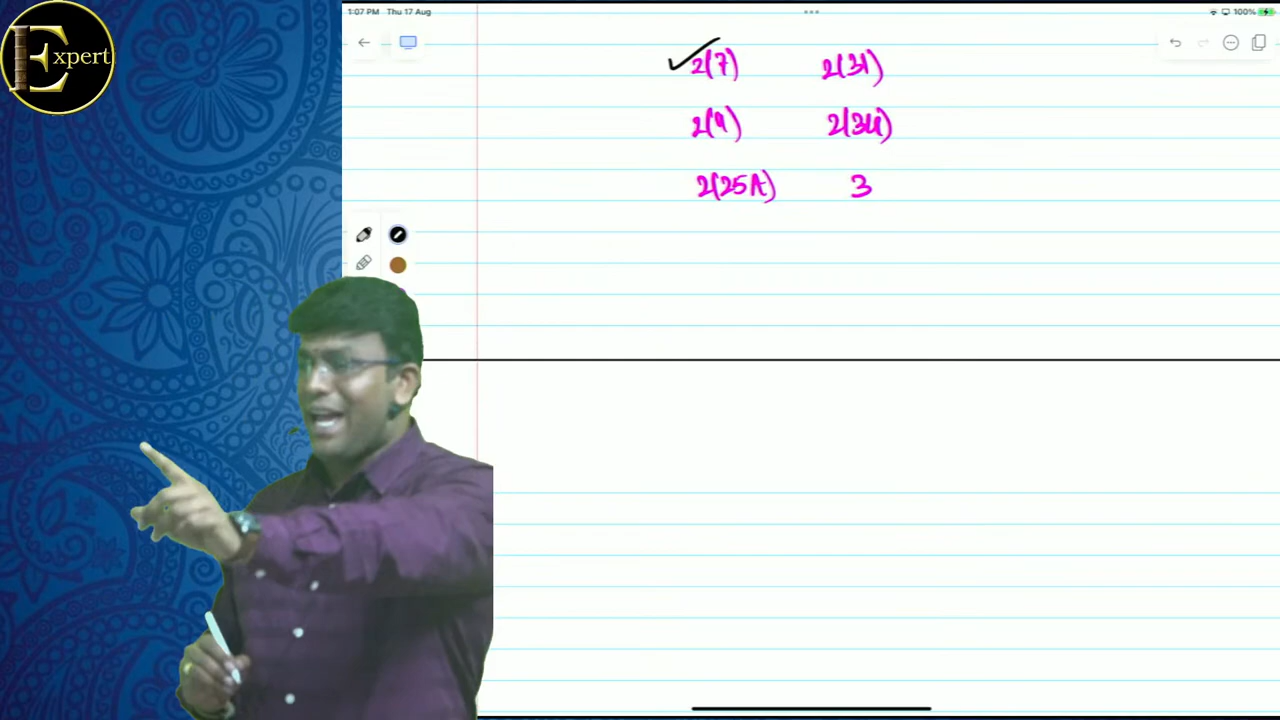 Expert
1:07 PM Thu 17 Aug
100%
2(7) 2(31)
2(9) 2(34)
2(25A) 3